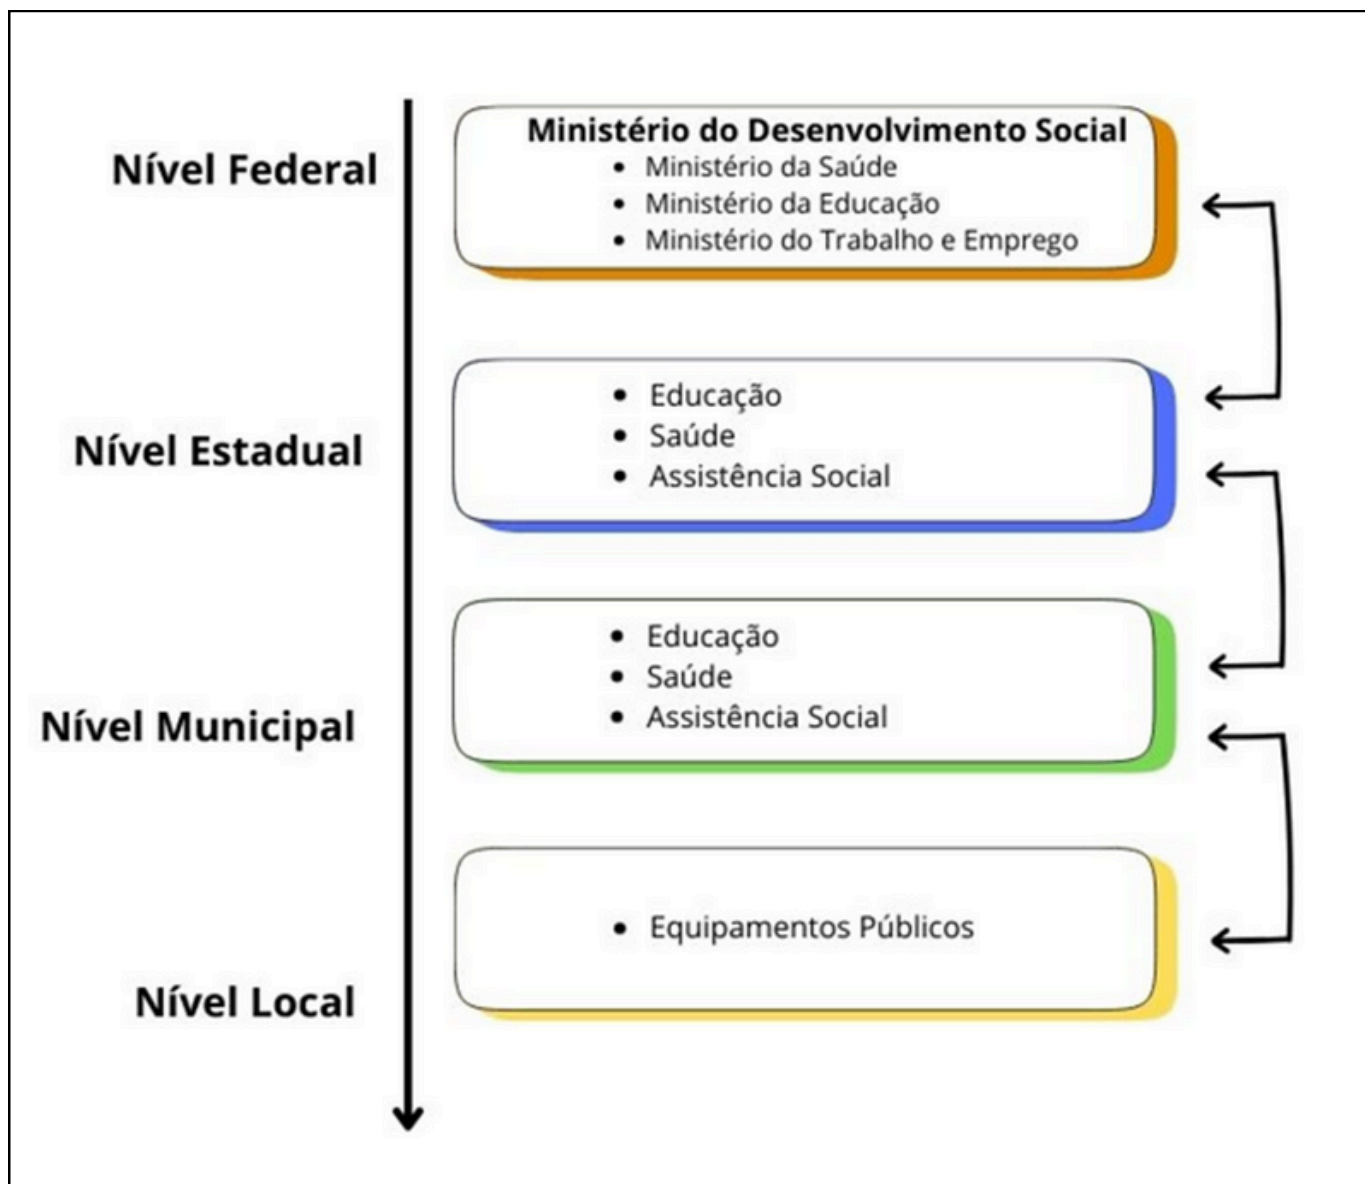 Nível Federal
Ministério do Desenvolvimento Social
• Ministério da Saúde
• Ministério da Educação
• Ministério do Trabalho e Emprego
Nível Estadual
• Educação
• Saúde
• Assistência Social
Nível Municipal
• Educação
• Saúde
• Assistência Social
Nível Local
• Equipamentos Públicos